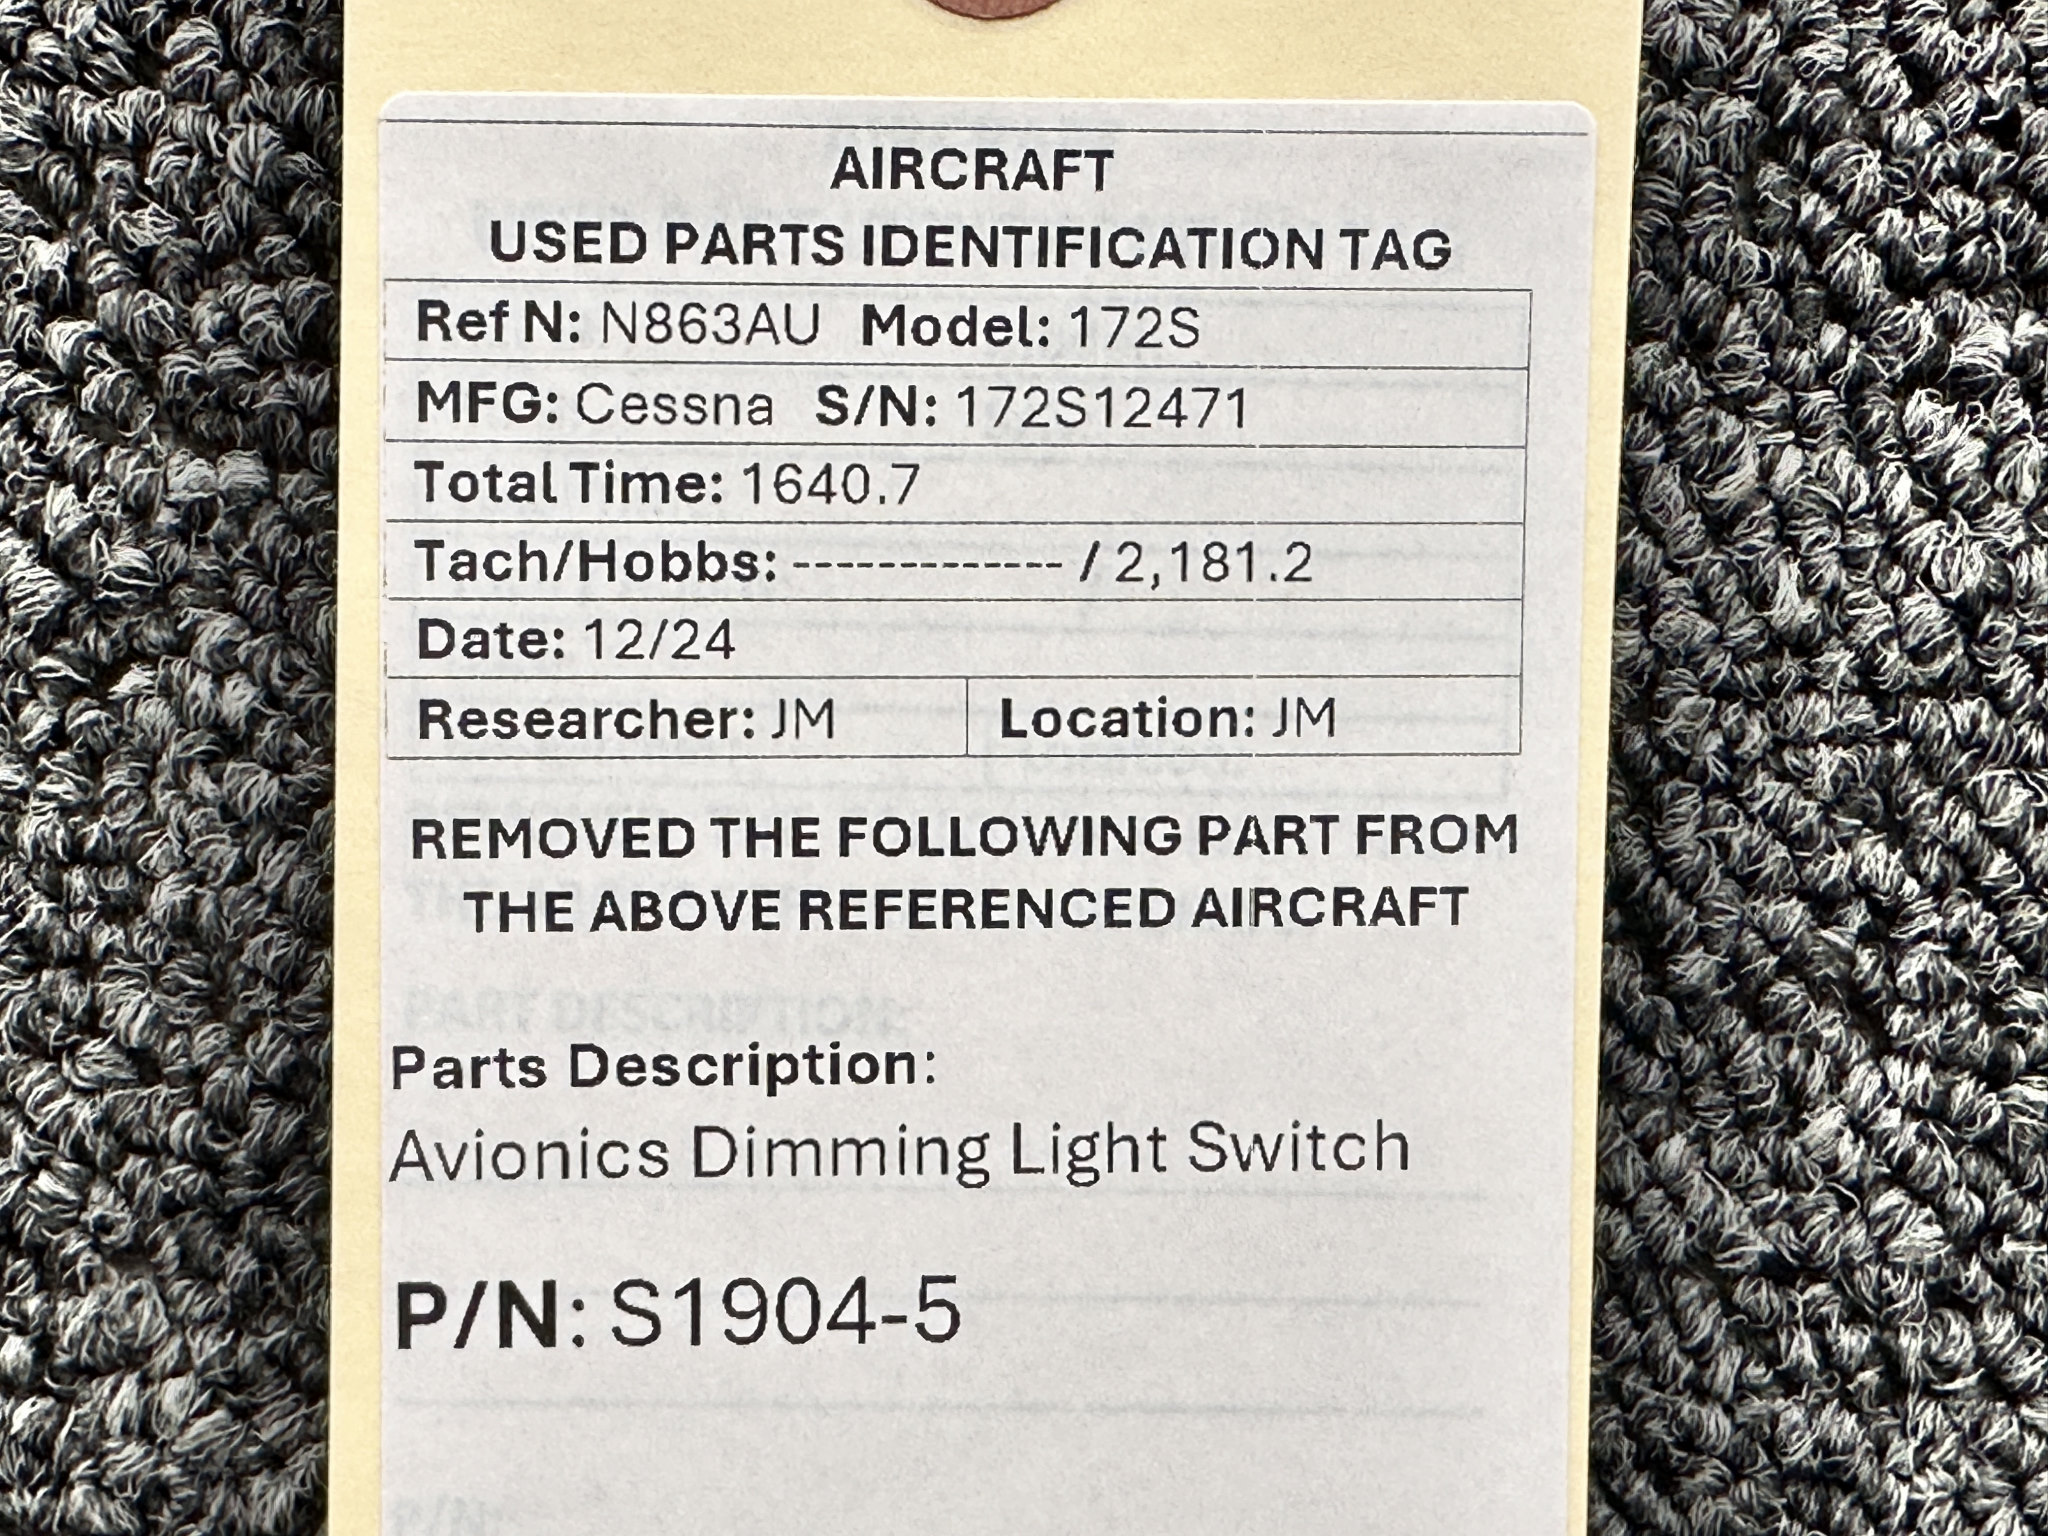 AIRCRAFT
USED PARTS IDENTIFICATION TAG
Ref N: N863AU Model: 172S
MFG: Cessna S/N: 172S12471
Total Time: 1640.7
Tach/Hobbs: ------------- / 2,181.2
Date: 12/24
Researcher: JM Location: JM
REMOVED THE FOLLOWING PART FROM
THE ABOVE REFERENCED AIRCRAFT
PART DESCRIPTION:
Parts Description:
Avionics Dimming Light Switch
P/N: S1904-5
P/N: